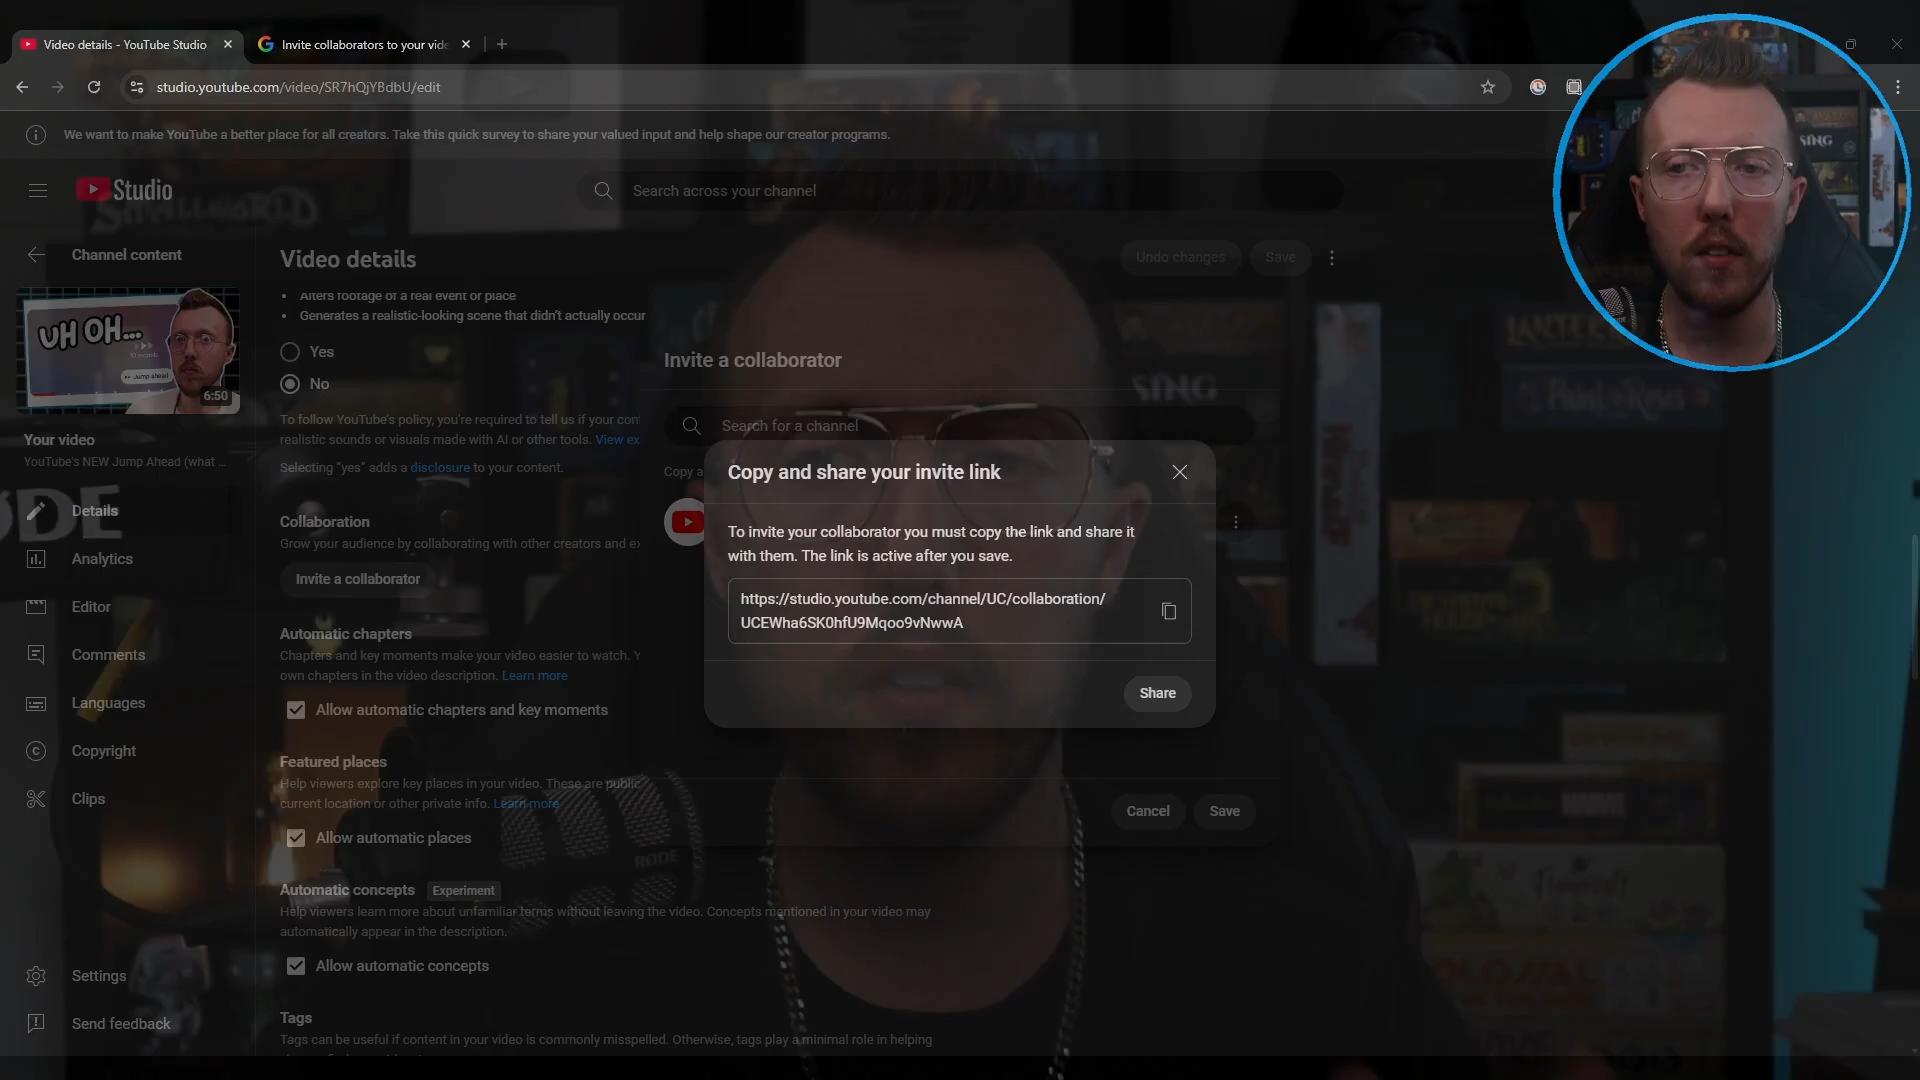 Video details - YouTube Studio
Invite collaborators to your vide
studio.youtube.com/video/SR7hQjYBdbU/edit
We want to make YouTube a better place for all creators. Take this quick survey to share your valued input and help shape our creator programs.
Studio
Search across your channel
SMALLWORLD
Channel content
Video details
Undo changes
Save
Alters footage of a real event or place
Generates a realistic-looking scene that didn't actually occur
UH OH...
10 seconds
Jump ahead
6:50
Yes
No
Invite a collaborator
SING
To follow YouTube's policy, you're required to tell us if your con
realistic sounds or visuals made with AI or other tools. View ex
Selecting "yes" adds a disclosure to your content.
Search for a channel
Your video
YouTube's NEW Jump Ahead (what ...
Copy a
Copy and share your invite link
RØDE
Details
Analytics
Editor
Comments
Languages
Copyright
Clips
Collaboration
Grow your audience by collaborating with other creators and ex
Invite a collaborator
To invite your collaborator you must copy the link and share it
with them. The link is active after you save.
https://studio.youtube.com/channel/UC/collaboration/
UCEWha6SK0hfU9Mqoo9vNwwA
Share
Automatic chapters
Chapters and key moments make your video easier to watch. Y
own chapters in the video description. Learn more
Allow automatic chapters and key moments
Featured places
Help viewers explore key places in your video. These are public
current location or other private info. Learn more
Allow automatic places
Cancel
Save
RØDE
Automatic concepts
Experiment
Help viewers learn more about unfamiliar terms without leaving the video. Concepts mentioned in your video may
automatically appear in the description.
Allow automatic concepts
Settings
Send feedback
Tags
Tags can be useful if content in your video is commonly misspelled. Otherwise, tags play a minimal role in helping
SING